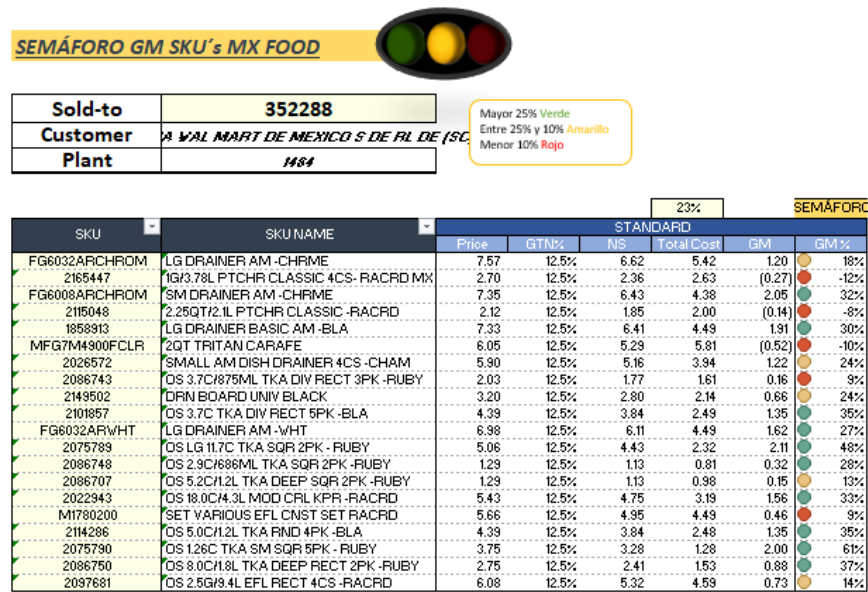 SEMÁFORO GM SKU´s MX FOOD
Sold-to 352288
Customer A VAL MART DE MEXICO S DE RL DE (SC
Plant 1484
Mayor 25% Verde
Entre 25% y 10% Amarillo
Menor 10% Rojo
23% SEMÁFORO
SKU SKU NAME STANDARD
Price GTN% NS Total Cost GM GM %
FG6032ARCHROM LG DRAINER AM -CHRME 7.57 12.5% 6.62 5.42 1.20 18%
2165447 1G/3.78L PTCHR CLASSIC 4CS- RACRD MX 2.70 12.5% 2.36 2.63 (0.27) -12%
FG6008ARCHROM SM DRAINER AM -CHRME 7.35 12.5% 6.43 4.38 2.05 32%
2115048 2.25QT/2.1L PTCHR CLASSIC -RACRD 2.12 12.5% 1.85 2.00 (0.14) -8%
1858913 LG DRAINER BASIC AM -BLA 7.33 12.5% 6.41 4.49 1.91 30%
MFG7M4900FCLR 2QT TRITAN CARAFE 6.05 12.5% 5.29 5.81 (0.52) -10%
2026572 SMALL AM DISH DRAINER 4CS -CHAM 5.90 12.5% 5.16 3.94 1.22 24%
2086743 OS 3.7C/875ML TKA DIV RECT 3PK -RUBY 2.03 12.5% 1.77 1.61 0.16 9%
2149502 DRN BOARD UNIV BLACK 3.20 12.5% 2.80 2.14 0.66 24%
2101857 OS 3.7C TKA DIV RECT 5PK -BLA 4.39 12.5% 3.84 2.49 1.35 35%
FG6032ARWHT LG DRAINER AM -WHT 6.98 12.5% 6.11 4.49 1.62 27%
2075789 OS LG 11.7C TKA SQR 2PK - RUBY 5.06 12.5% 4.43 2.32 2.11 48%
2086748 OS 2.9C/686ML TKA SQR 2PK -RUBY 1.29 12.5% 1.13 0.81 0.32 28%
2086707 OS 5.2C/1.2L TKA DEEP SQR 2PK -RUBY 1.29 12.5% 1.13 0.98 0.15 13%
2022943 OS 18.0C/4.3L MOD CRL KPR -RACRD 5.43 12.5% 4.75 3.19 1.56 33%
M1780200 SET VARIOUS EFL CNST SET RACRD 5.66 12.5% 4.95 4.49 0.46 9%
2114286 OS 5.0C/1.2L TKA RND 4PK -BLA 4.39 12.5% 3.84 2.48 1.35 35%
2075790 OS 1.26C TKA SM SQR 5PK - RUBY 3.75 12.5% 3.28 1.28 2.00 61%
2086750 OS 8.0C/1.8L TKA DEEP RECT 2PK -RUBY 2.75 12.5% 2.41 1.53 0.88 37%
2097681 OS 2.5G/9.4L EFL RECT 4CS -RACRD 6.08 12.5% 5.32 4.59 0.73 14%